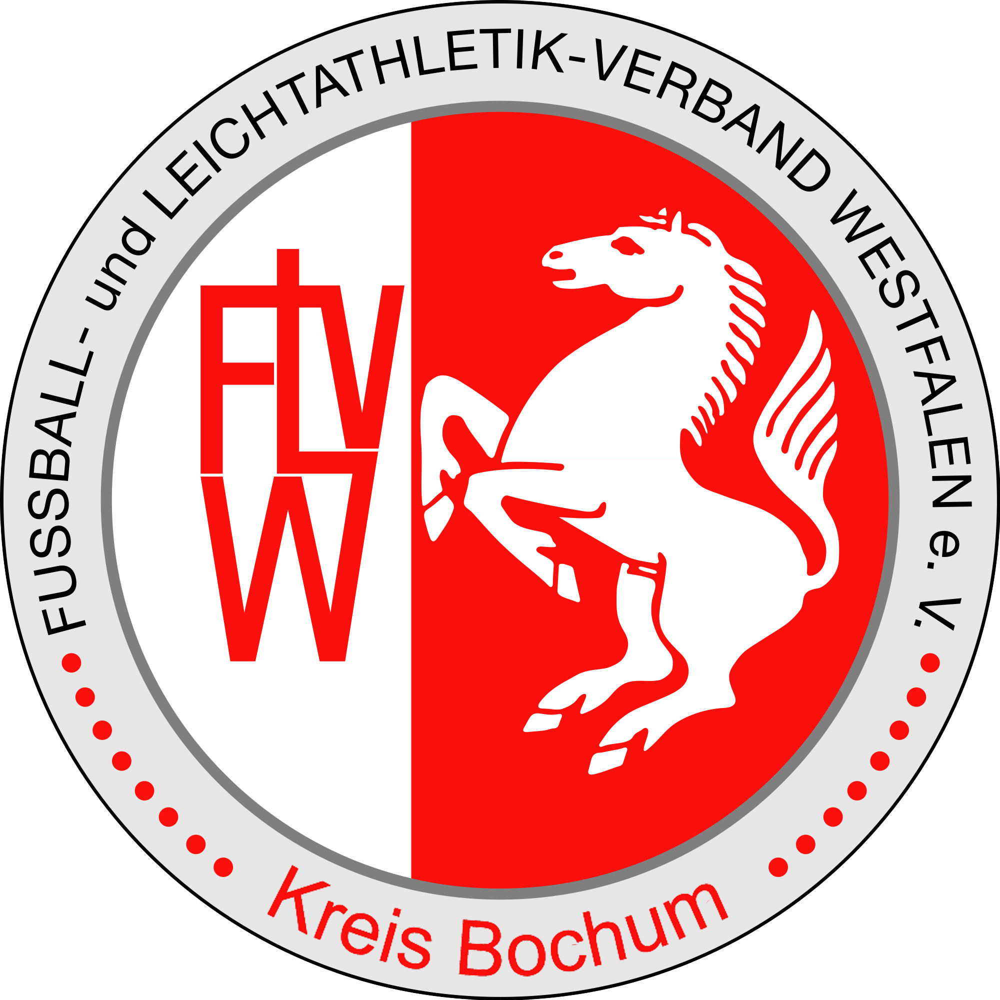 FUSSBALL- und LEICHTATHLETIK-VERBAND WESTFALEN e. V.
FLVW
Kreis Bochum